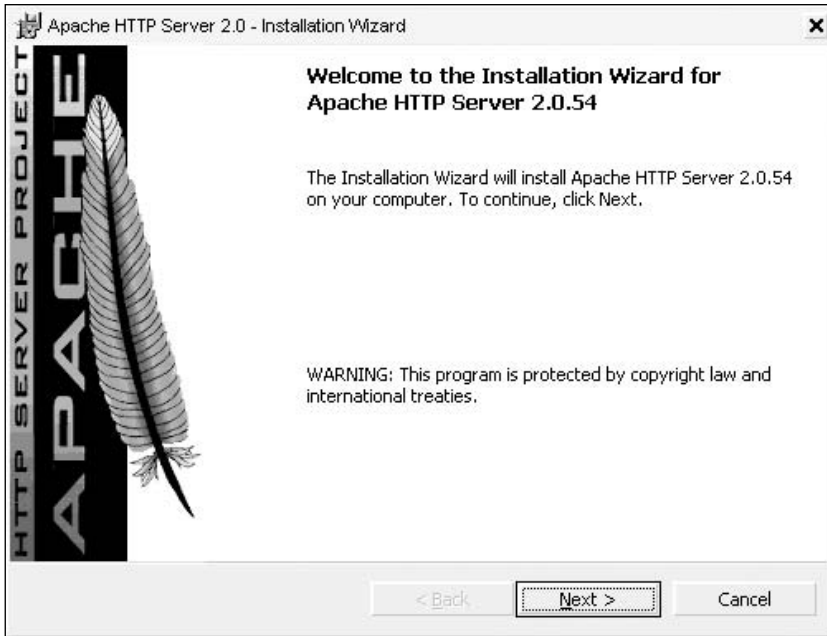 Apache HTTP Server 2.0 - Installation Wizard
HTTP SERVER PROJECT
APACHE
Welcome to the Installation Wizard for
Apache HTTP Server 2.0.54
The Installation Wizard will install Apache HTTP Server 2.0.54
on your computer. To continue, click Next.
WARNING: This program is protected by copyright law and
international treaties.
< Back
Next >
Cancel